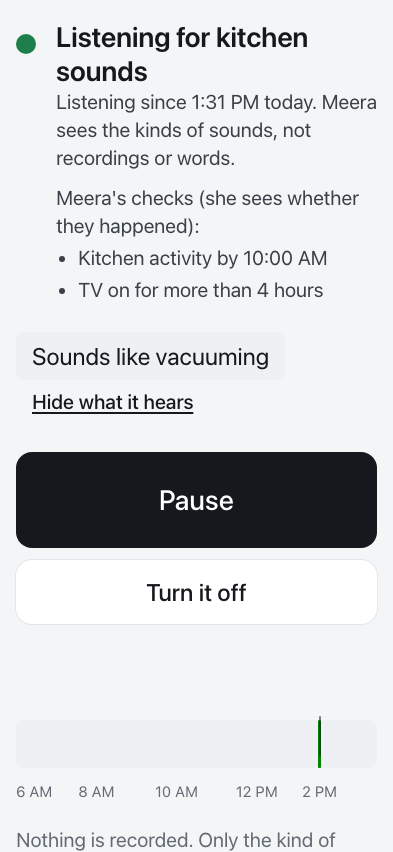 Listening for kitchen
sounds
Listening since 1:31 PM today. Meera
sees the kinds of sounds, not
recordings or words.
Meera's checks (she sees whether
they happened):
• Kitchen activity by 10:00 AM
• TV on for more than 4 hours
Sounds like vacuuming
Hide what it hears
Pause
Turn it off
6 AM 8 AM 10 AM 12 PM 2 PM
Nothing is recorded. Only the kind of